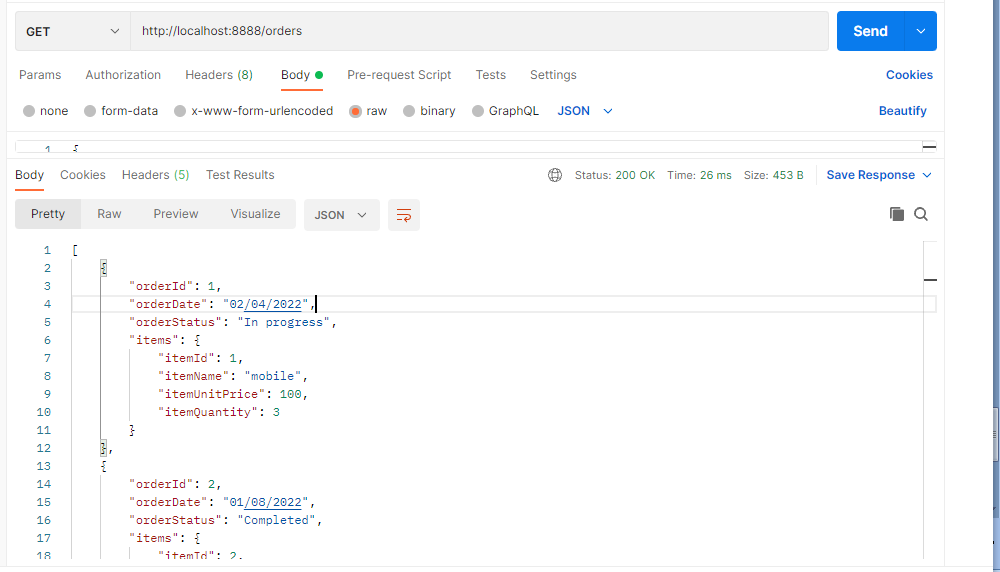 GET http://localhost:8888/orders Send
Params Authorization Headers (8) Body Pre-request Script Tests Settings Cookies
none form-data x-www-form-urlencoded raw binary GraphQL JSON Beautify
1 {
Body Cookies Headers (5) Test Results Status: 200 OK Time: 26 ms Size: 453 B Save Response
Pretty Raw Preview Visualize JSON
1 [
2 {
3 "orderId": 1,
4 "orderDate": "02/04/2022",
5 "orderStatus": "In progress",
6 "items": {
7 "itemId": 1,
8 "itemName": "mobile",
9 "itemUnitPrice": 100,
10 "itemQuantity": 3
11 }
12 },
13 {
14 "orderId": 2,
15 "orderDate": "01/08/2022",
16 "orderStatus": "Completed",
17 "items": {
18 "itemId": 2,